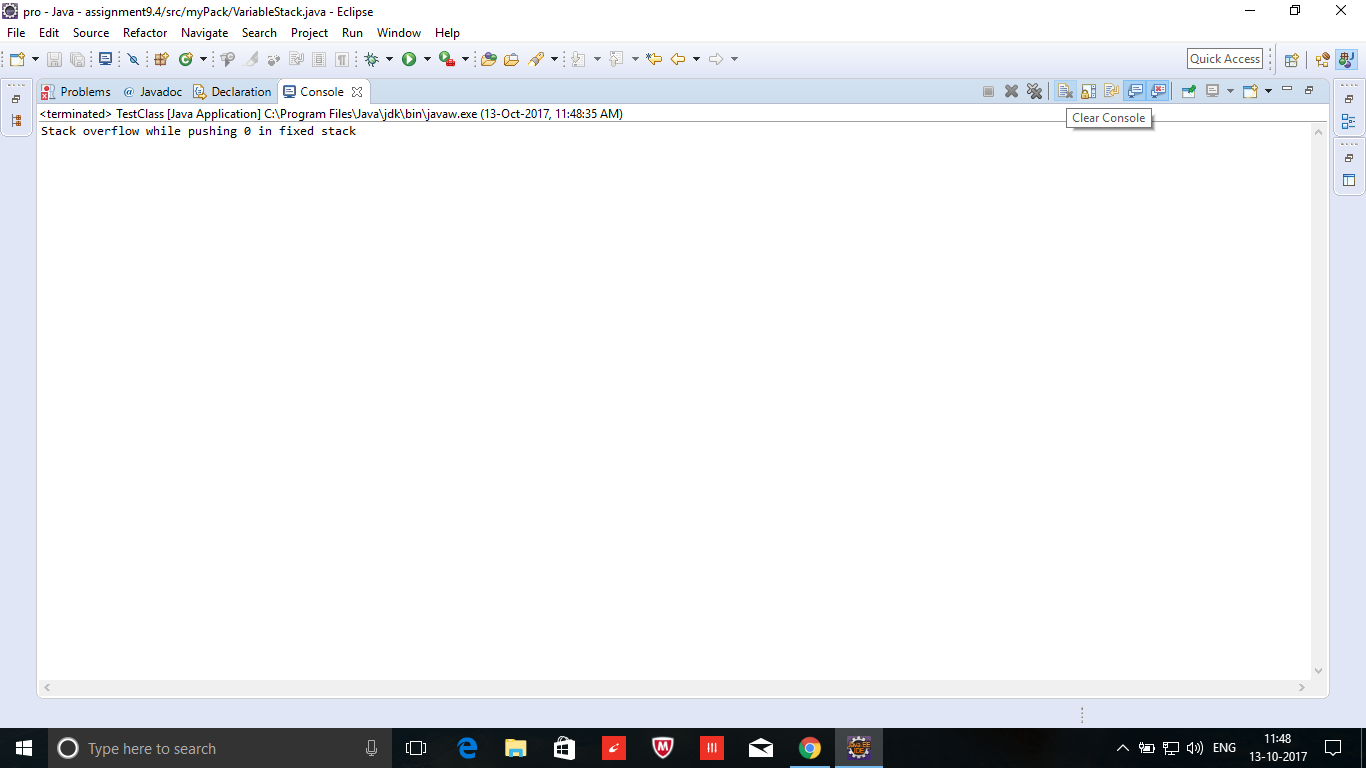 pro - Java - assignment9.4/src/myPack/VariableStack.java - Eclipse
File Edit Source Refactor Navigate Search Project Run Window Help
Quick Access
Problems @ Javadoc Declaration Console
<terminated> TestClass [Java Application] C:\Program Files\Java\jdk\bin\javaw.exe (13-Oct-2017, 11:48:35 AM)
Clear Console
Stack overflow while pushing 0 in fixed stack
Type here to search
ENG
11:48
13-10-2017